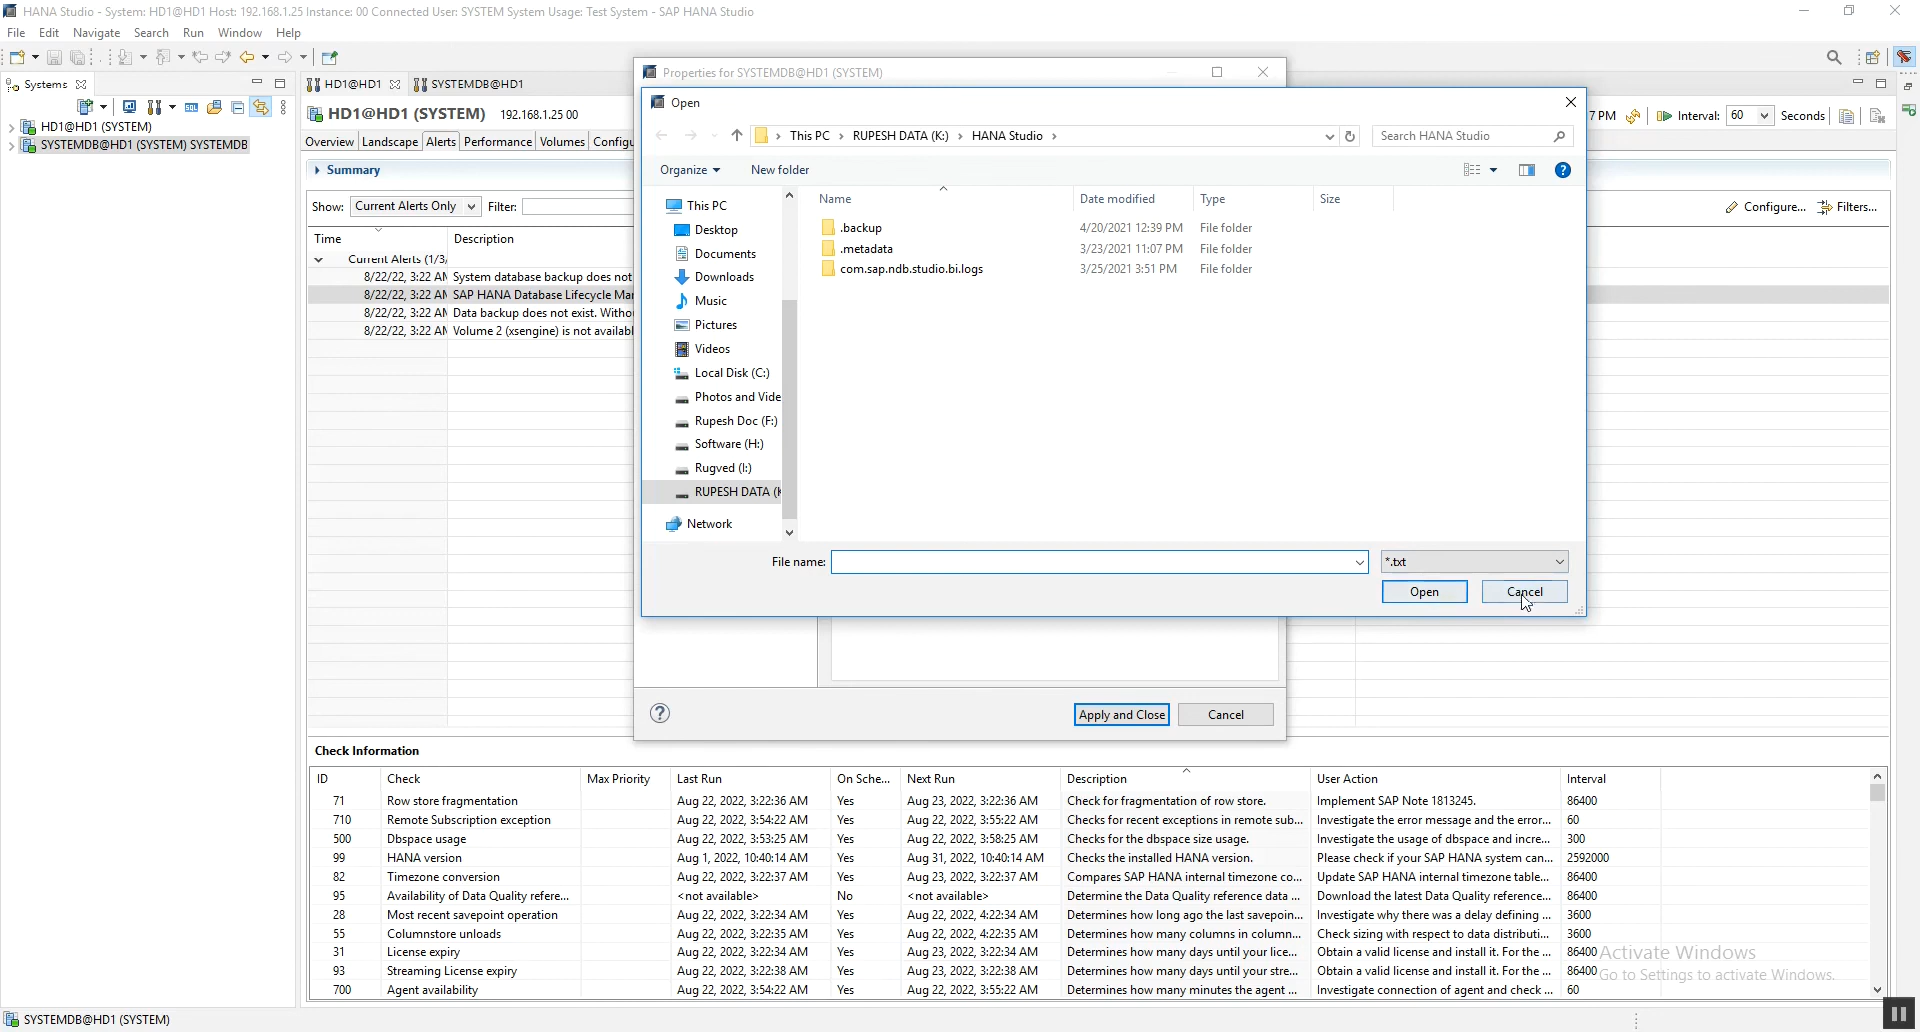 HANA Studio - System: HD1@HD1 Host: 192.168.1.25 Instance: 00 Connected User: SYSTEM System Usage: Test System - SAP HANA Studio
File Edit Navigate Search Run Window Help
Systems
HD1@HD1 (SYSTEM)
SYSTEMDB@HD1 (SYSTEM) SYSTEMDB
HD1@HD1
SYSTEMDB@HD1
HD1@HD1 (SYSTEM) 192.168.1.25 00
7 PM Interval: 60 Seconds
Overview Landscape Alerts Performance Volumes Configu
Summary
Show: Current Alerts Only Filter:
Configure... Filters...
Time Description
Current Alerts (1/3/
8/22/22, 3:22 AM System database backup does not
8/22/22, 3:22 AM SAP HANA Database Lifecycle Mar
8/22/22, 3:22 AM Data backup does not exist. Withou
8/22/22, 3:22 AM Volume 2 (xsengine) is not availabl
Properties for SYSTEMDB@HD1 (SYSTEM)
Open
This PC RUPESH DATA (K:) HANA Studio
Search HANA Studio
Organize New folder
This PC
Desktop
Documents
Downloads
Music
Pictures
Videos
Local Disk (C:)
Photos and Vide
Rupesh Doc (F:)
Software (H:)
Rugved (I:)
RUPESH DATA (K
Network
Name Date modified Type Size
.backup 4/20/2021 12:39 PM File folder
.metadata 3/23/2021 11:07 PM File folder
com.sap.ndb.studio.bi.logs 3/25/2021 3:51 PM File folder
File name: *.txt
Open Cancel
Apply and Close Cancel
Check Information
ID Check Max Priority Last Run On Sche... Next Run Description User Action Interval
71 Row store fragmentation Aug 22, 2022, 3:22:36 AM Yes Aug 23, 2022, 3:22:36 AM Check for fragmentation of row store. Implement SAP Note 1813245. 86400
710 Remote Subscription exception Aug 22, 2022, 3:54:22 AM Yes Aug 22, 2022, 3:55:22 AM Checks for recent exceptions in remote sub... Investigate the error message and the error... 60
500 Dbspace usage Aug 22, 2022, 3:53:25 AM Yes Aug 22, 2022, 3:58:25 AM Checks for the dbspace size usage. Investigate the usage of dbspace and incre... 300
99 HANA version Aug 1, 2022, 10:40:14 AM Yes Aug 31, 2022, 10:40:14 AM Checks the installed HANA version. Please check if your SAP HANA system can... 2592000
82 Timezone conversion Aug 22, 2022, 3:22:37 AM Yes Aug 23, 2022, 3:22:37 AM Compares SAP HANA internal timezone co... Update SAP HANA internal timezone table... 86400
95 Availability of Data Quality refere... <not available> No <not available> Determine the Data Quality reference data ... Download the latest Data Quality reference... 86400
28 Most recent savepoint operation Aug 22, 2022, 3:22:34 AM Yes Aug 22, 2022, 4:22:34 AM Determines how long ago the last savepoin... Investigate why there was a delay defining ... 3600
55 Columnstore unloads Aug 22, 2022, 3:22:35 AM Yes Aug 22, 2022, 4:22:35 AM Determines how many columns in column... Check sizing with respect to data distributi... 3600
31 License expiry Aug 22, 2022, 3:22:34 AM Yes Aug 23, 2022, 3:22:34 AM Determines how many days until your lice... Obtain a valid license and install it. For the ... 86400
93 Streaming License expiry Aug 22, 2022, 3:22:38 AM Yes Aug 23, 2022, 3:22:38 AM Determines how many days until your stre... Obtain a valid license and install it. For the ... 86400
700 Agent availability Aug 22, 2022, 3:54:22 AM Yes Aug 22, 2022, 3:55:22 AM Determines how many minutes the agent ... Investigate connection of agent and check ... 60
Activate Windows
Go to Settings to activate Windows.
SYSTEMDB@HD1 (SYSTEM)